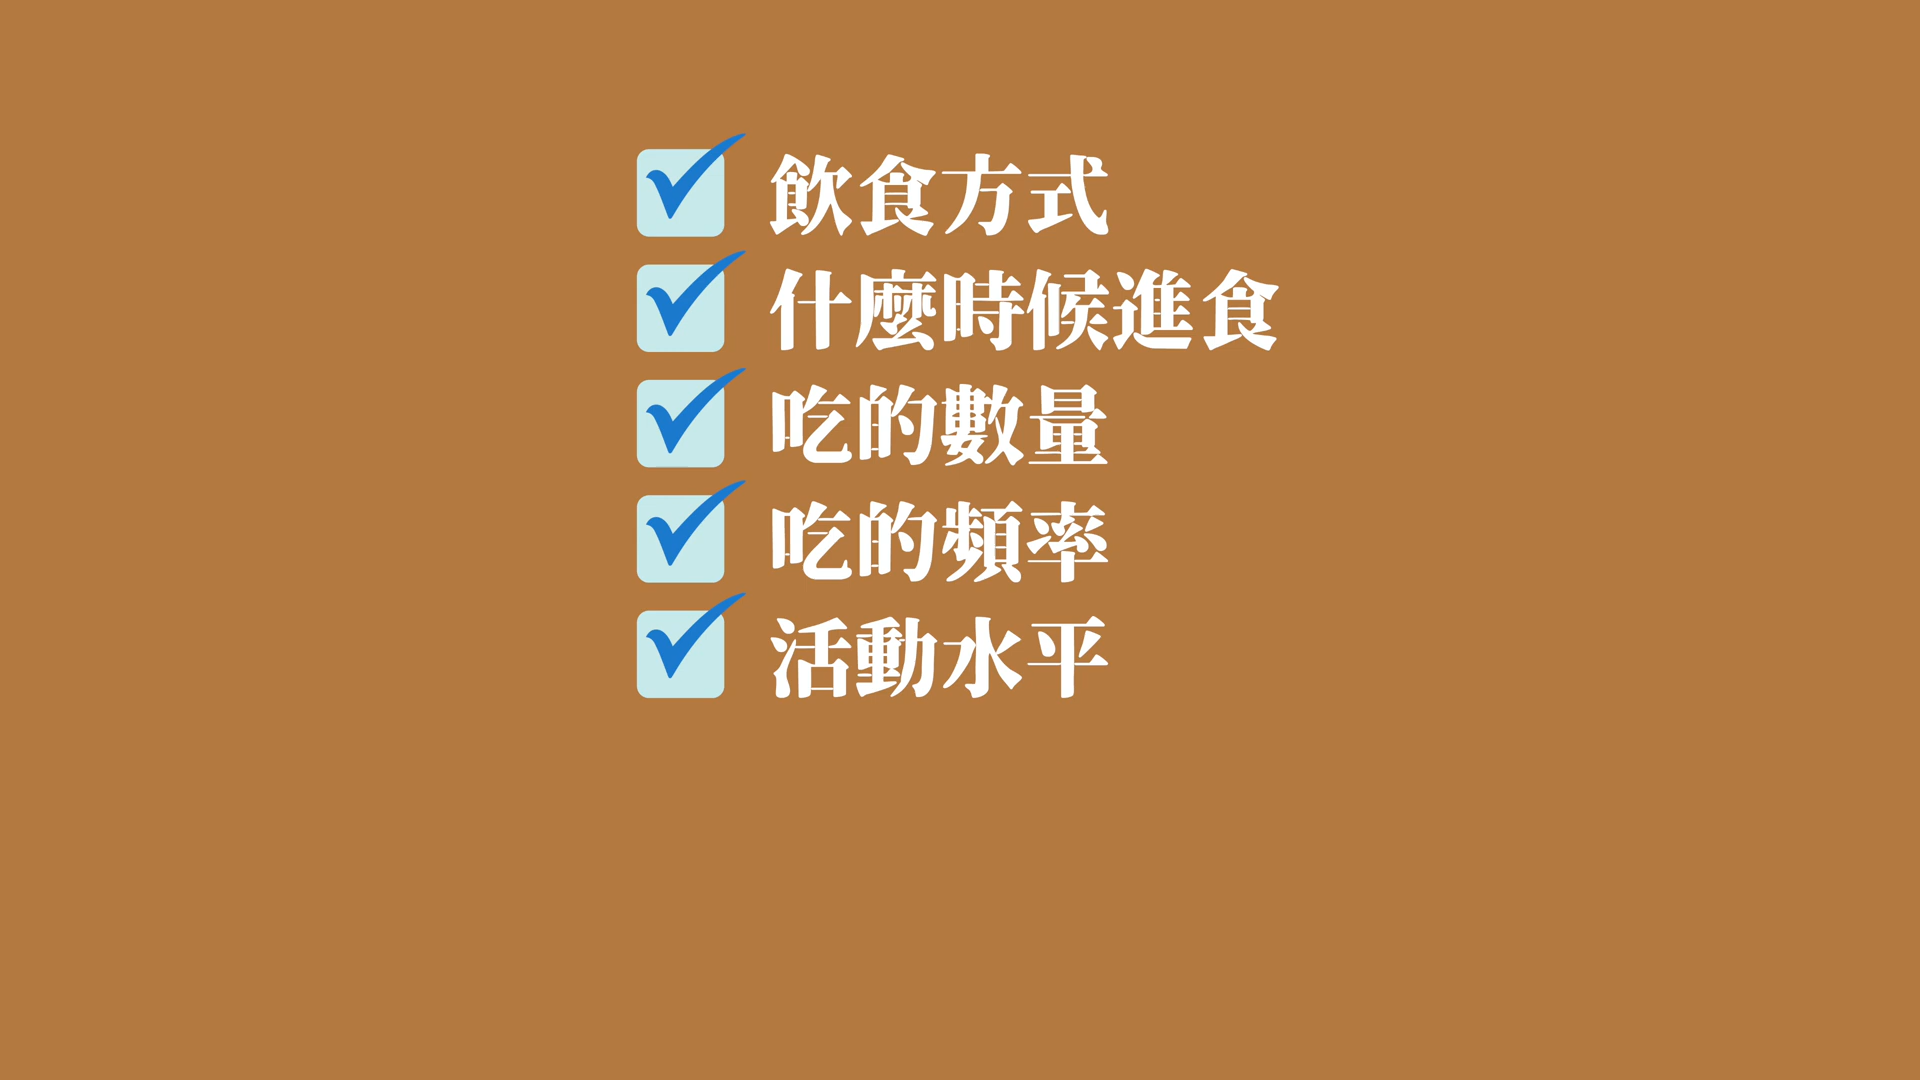 飲食方式
什麼時候進食
吃的數量
吃的頻率
活動水平